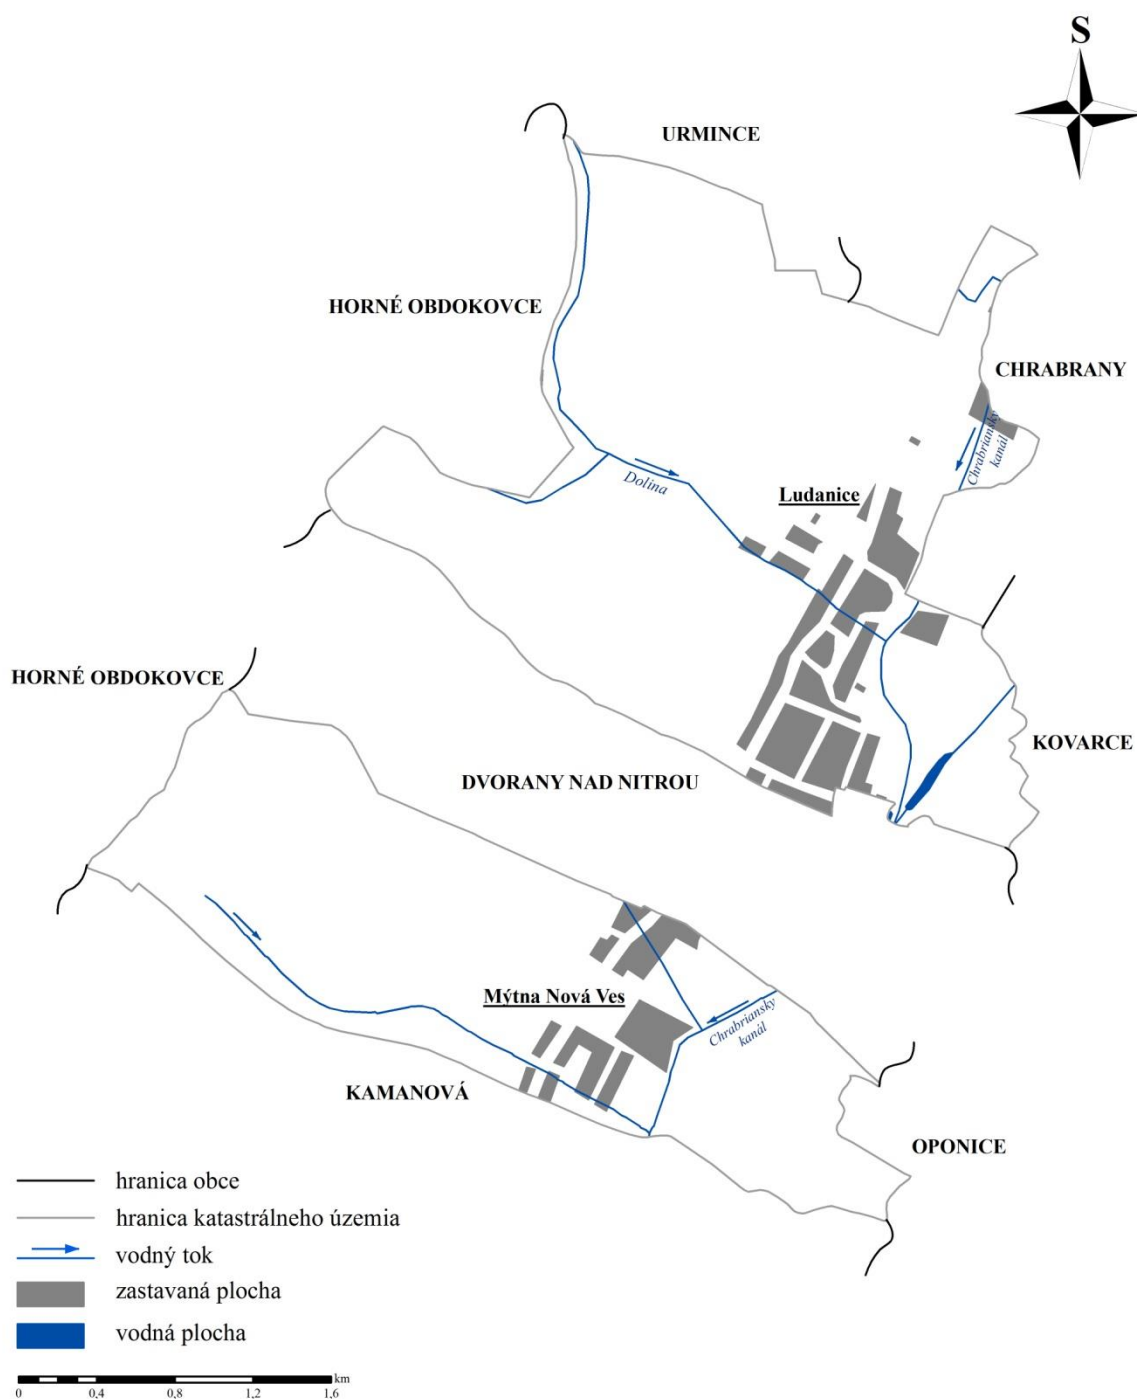 S
URMINCE
HORNÉ OBDOKOVCE
CHRABRANY
Chrabriansky
kanál
Dolina
Ludanice
HORNÉ OBDOKOVCE
KOVARCE
DVORANY NAD NITROU
Mýtna Nová Ves
Chrabriansky
kanál
KAMANOVÁ
OPONICE
hranica obce
hranica katastrálneho územia
vodný tok
zastavaná plocha
vodná plocha
km
0 0,4 0,8 1,2 1,6